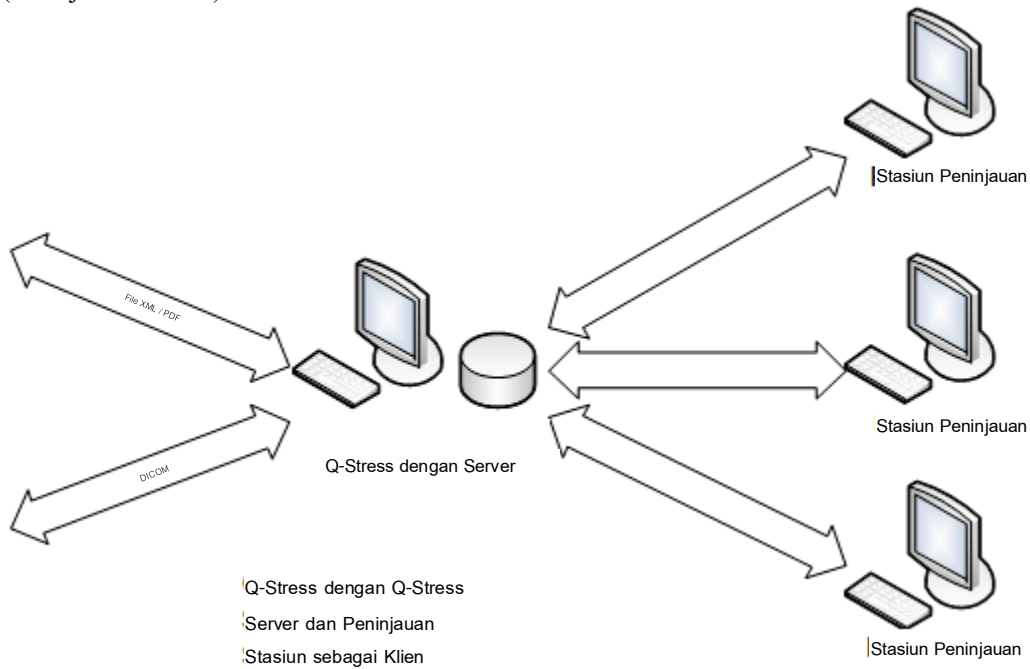 Stasiun Peninjauan
File XML / PDF
Stasiun Peninjauan
Q-Stress dengan Server
DICOM
Q-Stress dengan Q-Stress
Server dan Peninjauan
Stasiun sebagai Klien
Stasiun Peninjauan